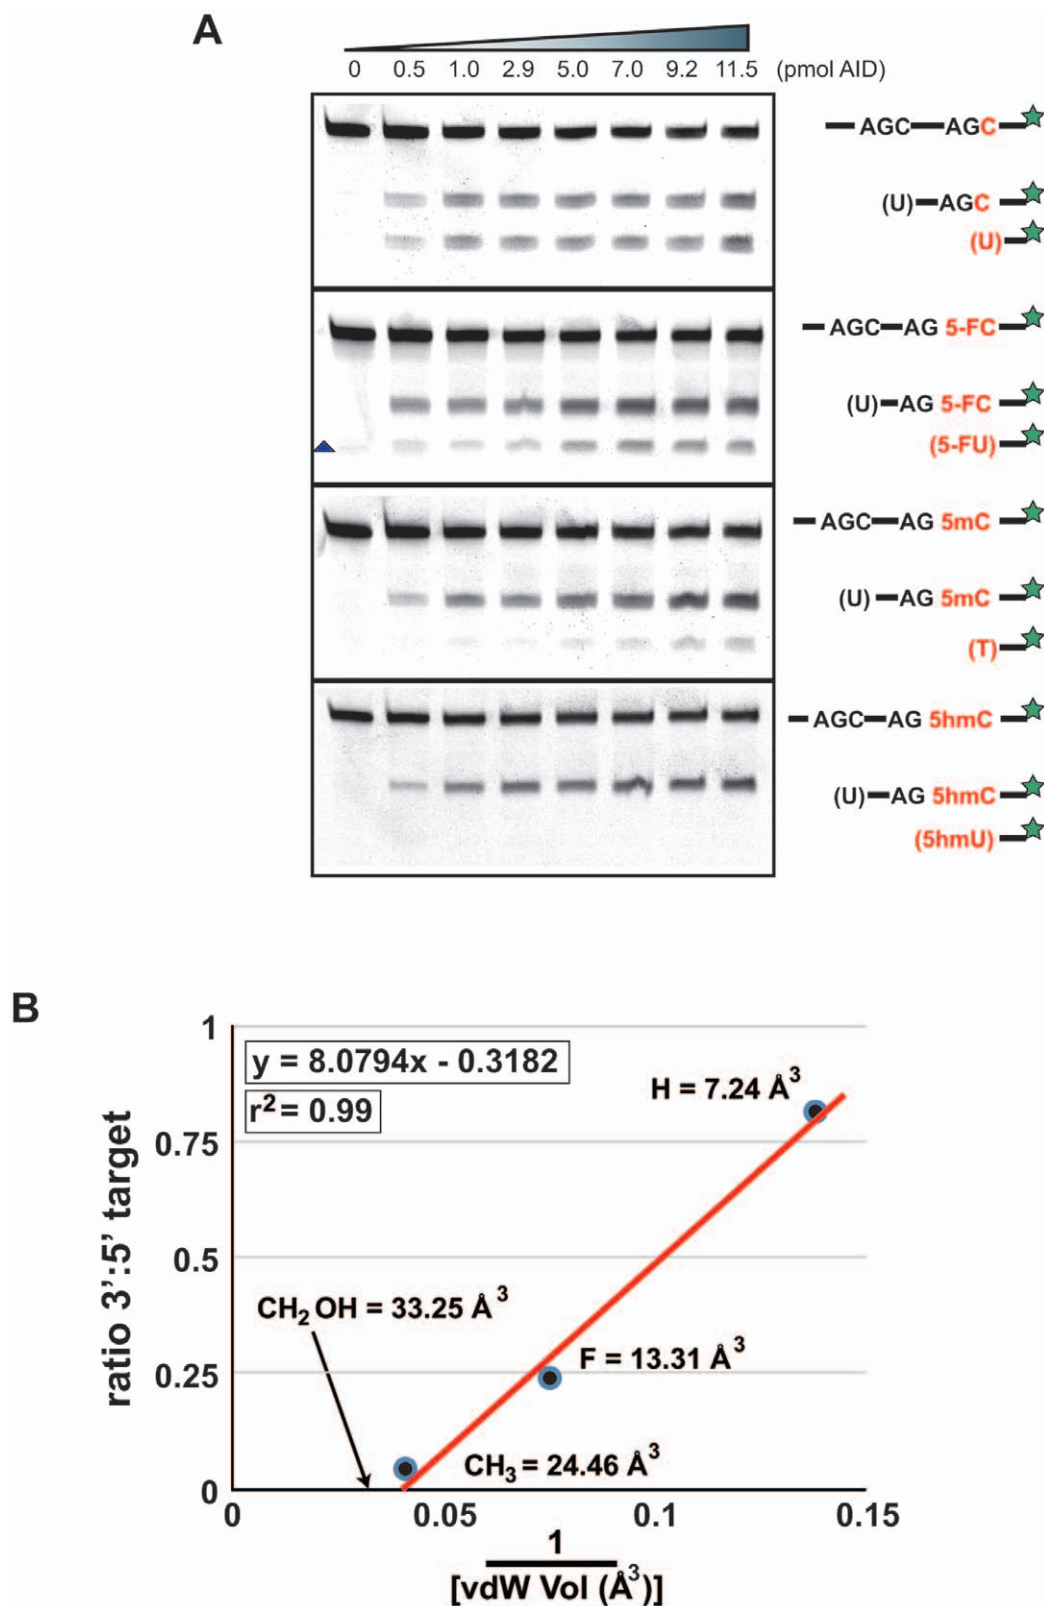 A
0 0.5 1.0 2.9 5.0 7.0 9.2 11.5 (pmol AID)
AGC AGC
(U) AGC
(U)
AGC AG 5-FC
(U) AG 5-FC
(5-FU)
AGC AG 5mC
(U) AG 5mC
(T)
AGC AG 5hmC
(U) AG 5hmC
(5hmU)
B
ratio 3':5' target
1
0.75
0.5
0.25
0
y = 8.0794x - 0.3182
r² = 0.99
H = 7.24 Å³
CH₂ OH = 33.25 Å³
F = 13.31 Å³
CH₃ = 24.46 Å³
0 0.05 0.1 0.15
1
[vdW Vol (Å³)]